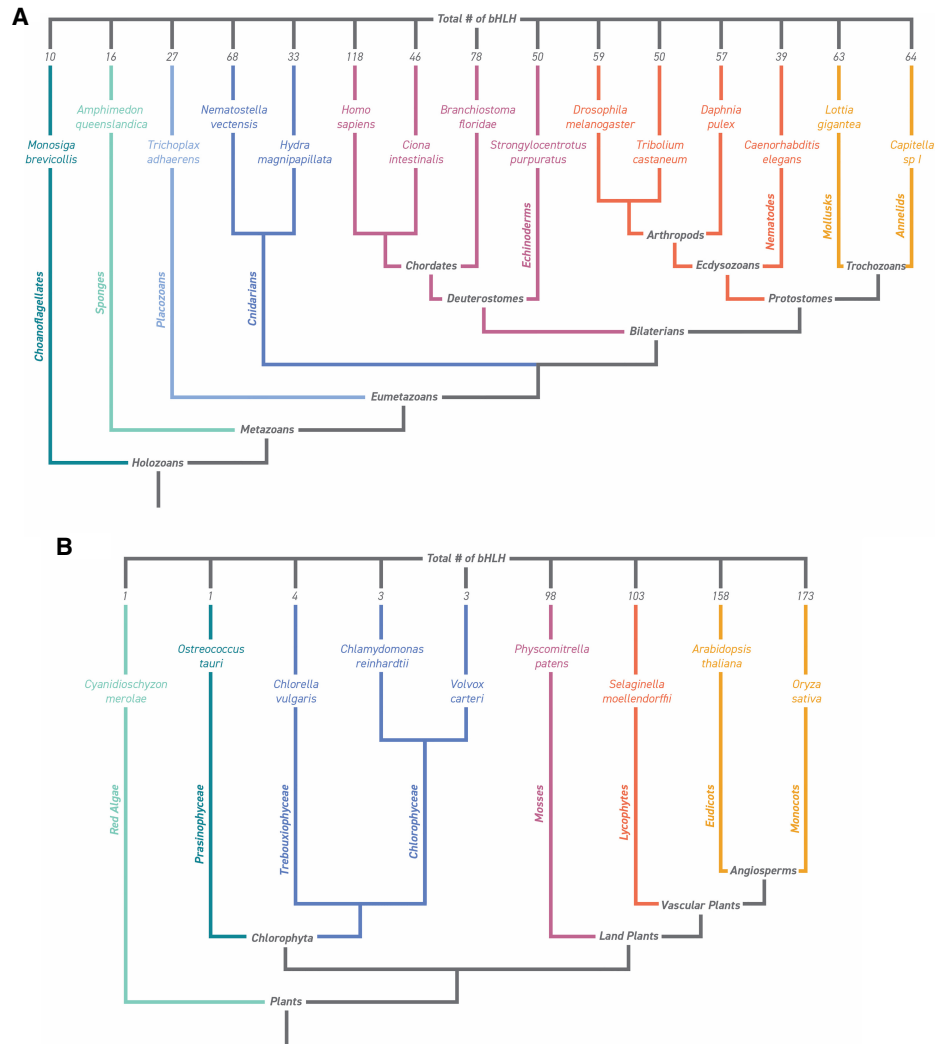 A
Total # of bHLH
10 16 27 68 33 118 46 78 50 59 50 57 39 63 64
Amphimedon
queenslandica
Nematostella
vectensis
Homo
sapiens
Branchiostoma
floridae
Drosophila
melanogaster
Daphnia
pulex
Lottia
gigantea
Monosiga
brevicollis
Trichoplax
adhaerens
Hydra
magnipapillata
Ciona
intestinalis
Strongylocentrotus
purpuratus
Tribolium
castaneum
Caenorhabditis
elegans
Capitella
sp I
Choanoflagellates
Sponges
Placozoans
Cnidarians
Echinoderms
Nematodes
Mollusks
Annelids
Arthropods
Chordates
Ecdysozoans
Trochozoans
Deuterostomes
Protostomes
Bilaterians
Eumetazoans
Metazoans
Holozoans
B
Total # of bHLH
1 1 4 3 3 98 103 158 173
Ostreococcus
tauri
Chlamydomonas
reinhardtii
Physcomitrella
patens
Arabidopsis
thaliana
Cyanidioschyzon
merolae
Chlorella
vulgaris
Volvox
carteri
Selaginella
moellendorffii
Oryza
sativa
Red Algae
Prasinophyceae
Trebouxiophyceae
Chlorophyceae
Mosses
Lycophytes
Eudicots
Monocots
Angiosperms
Vascular Plants
Chlorophyta
Land Plants
Plants